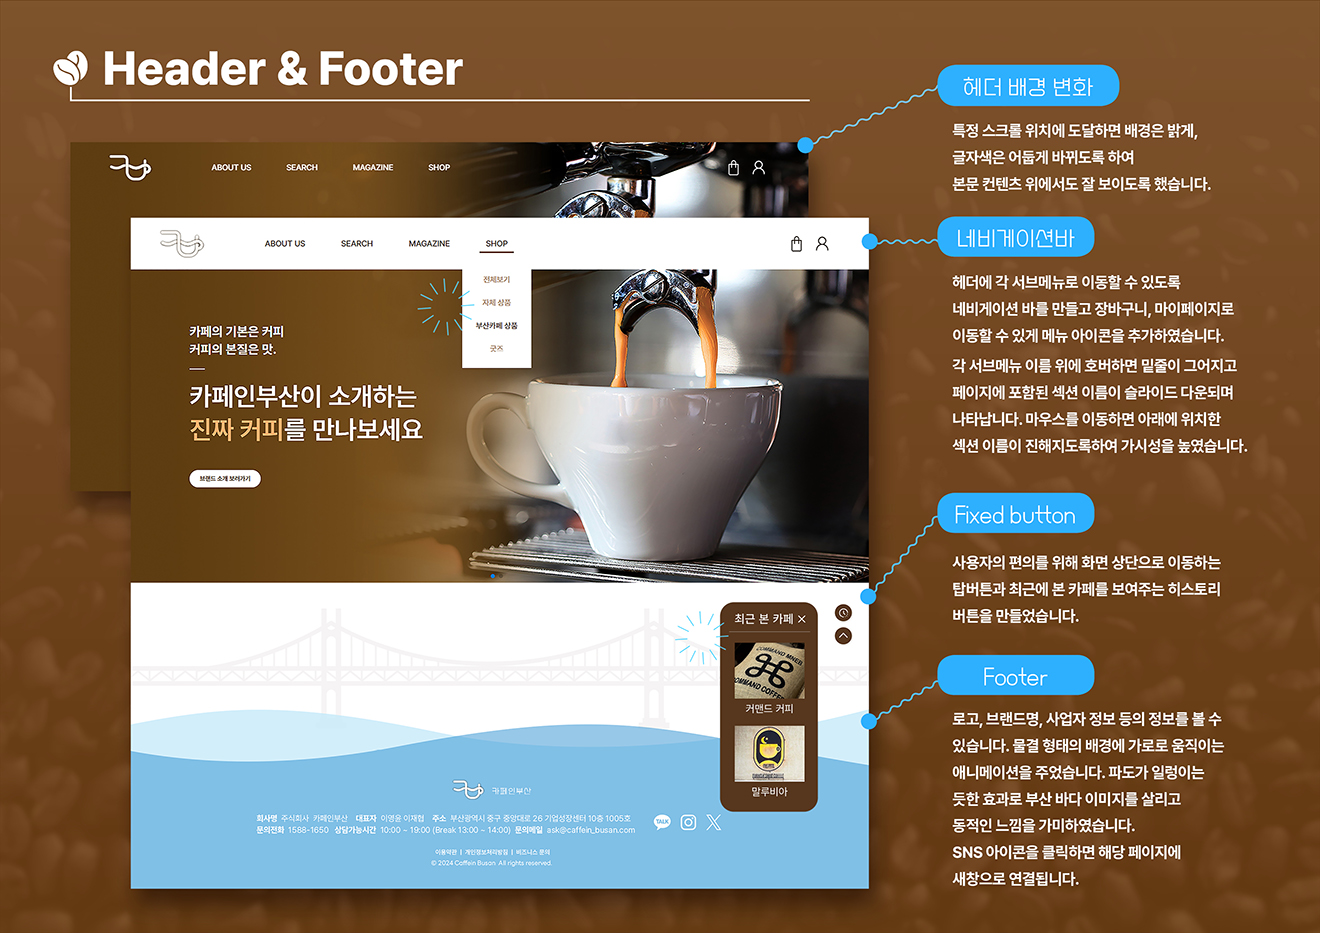 Header & Footer
ABOUT US
SEARCH
MAGAZINE
SHOP
ABOUT US
SEARCH
MAGAZINE
SHOP
전체보기
자체 상품
부산카페 상품
굿즈
카페의 기본은 커피
커피의 본질은 맛.
카페인부산이 소개하는
진짜 커피를 만나보세요
브랜드 소개 보러가기
최근 본 카페 ×
COMMAND COFFEE
커맨드 커피
말루비아
카페인부산
회사명 주식회사 카페인부산 대표자 이명윤 이재협 주소 부산광역시 중구 중앙대로 26 기업성장센터 10층 1005호
문의전화 1588-1650 상담가능시간 10:00 ~ 19:00 (Break 13:00 ~ 14:00) 문의메일 ask@caffein_busan.com
TALK
이용약관 | 개인정보처리방침 | 비즈니스 문의
© 2024 Caffein Busan All rights reserved.
헤더 배경 변화
특정 스크롤 위치에 도달하면 배경은 밝게,
글자색은 어둡게 바뀌도록 하여
본문 컨텐츠 위에서도 잘 보이도록 했습니다.
네비게이션바
헤더에 각 서브메뉴로 이동할 수 있도록
네비게이션 바를 만들고 장바구니, 마이페이지로
이동할 수 있게 메뉴 아이콘을 추가하였습니다.
각 서브메뉴 이름 위에 호버하면 밑줄이 그어지고
페이지에 포함된 섹션 이름이 슬라이드 다운되며
나타납니다. 마우스를 이동하면 아래에 위치한
섹션 이름이 진해지도록하여 가시성을 높였습니다.
Fixed button
사용자의 편의를 위해 화면 상단으로 이동하는
탑버튼과 최근에 본 카페를 보여주는 히스토리
버튼을 만들었습니다.
Footer
로고, 브랜드명, 사업자 정보 등의 정보를 볼 수
있습니다. 물결 형태의 배경에 가로로 움직이는
애니메이션을 주었습니다. 파도가 일렁이는
듯한 효과로 부산 바다 이미지를 살리고
동적인 느낌을 가미하였습니다.
SNS 아이콘을 클릭하면 해당 페이지에
새창으로 연결됩니다.